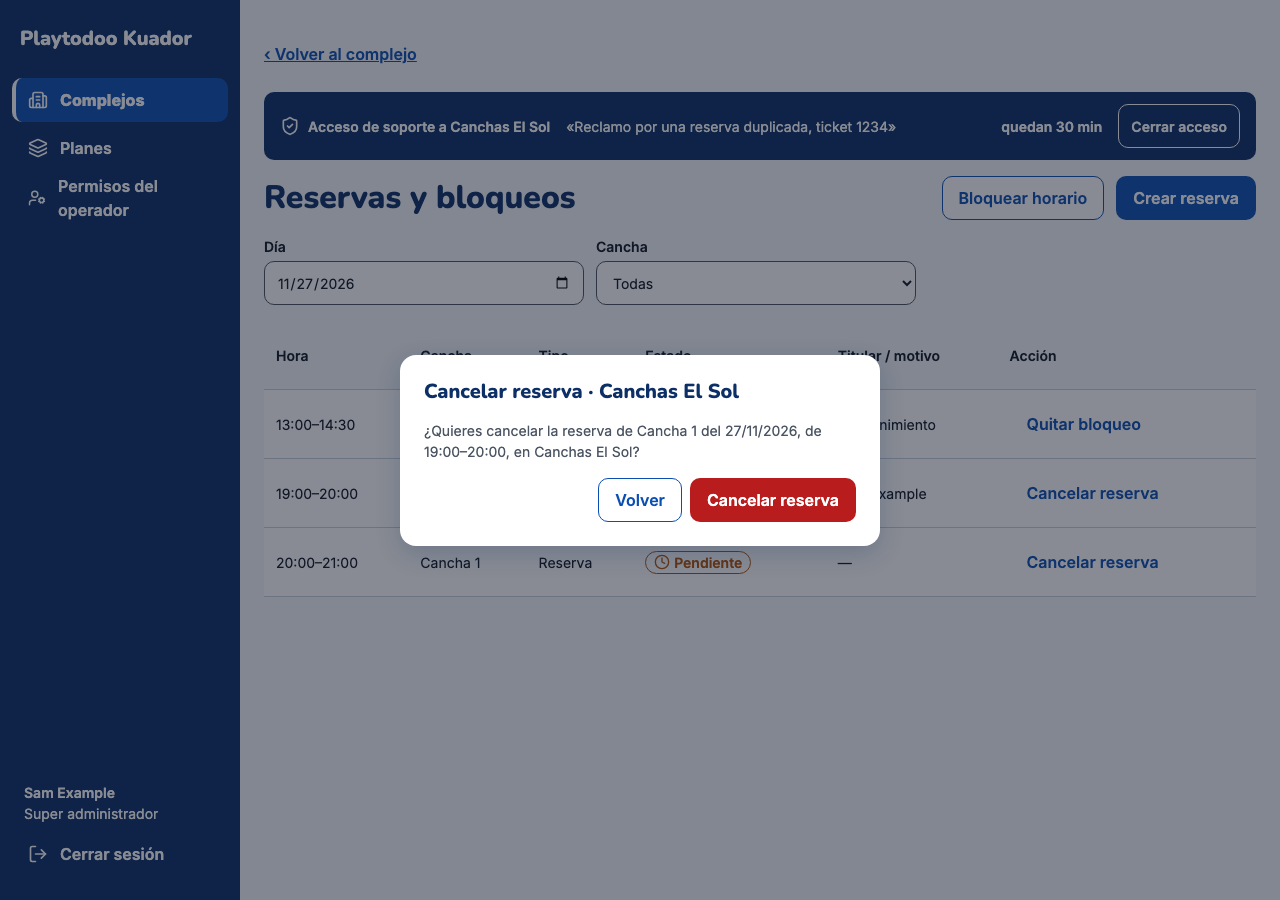 Playtodoo Kuador
Complejos
Planes
Permisos del
operador
Sam Example
Super administrador
Cerrar sesión
‹ Volver al complejo
Acceso de soporte a Canchas El Sol «Reclamo por una reserva duplicada, ticket 1234» quedan 30 min Cerrar acceso
Reservas y bloqueos Bloquear horario Crear reserva
Día Cancha
11/27/2026 Todas
Hora / motivo Acción
13:00–14:30 Quitar bloqueo
19:00–20:00 Cancelar reserva
20:00–21:00 Cancha 1 Reserva Pendiente — Cancelar reserva
Cancelar reserva · Canchas El Sol
¿Quieres cancelar la reserva de Cancha 1 del 27/11/2026, de
19:00–20:00, en Canchas El Sol?
Volver Cancelar reserva